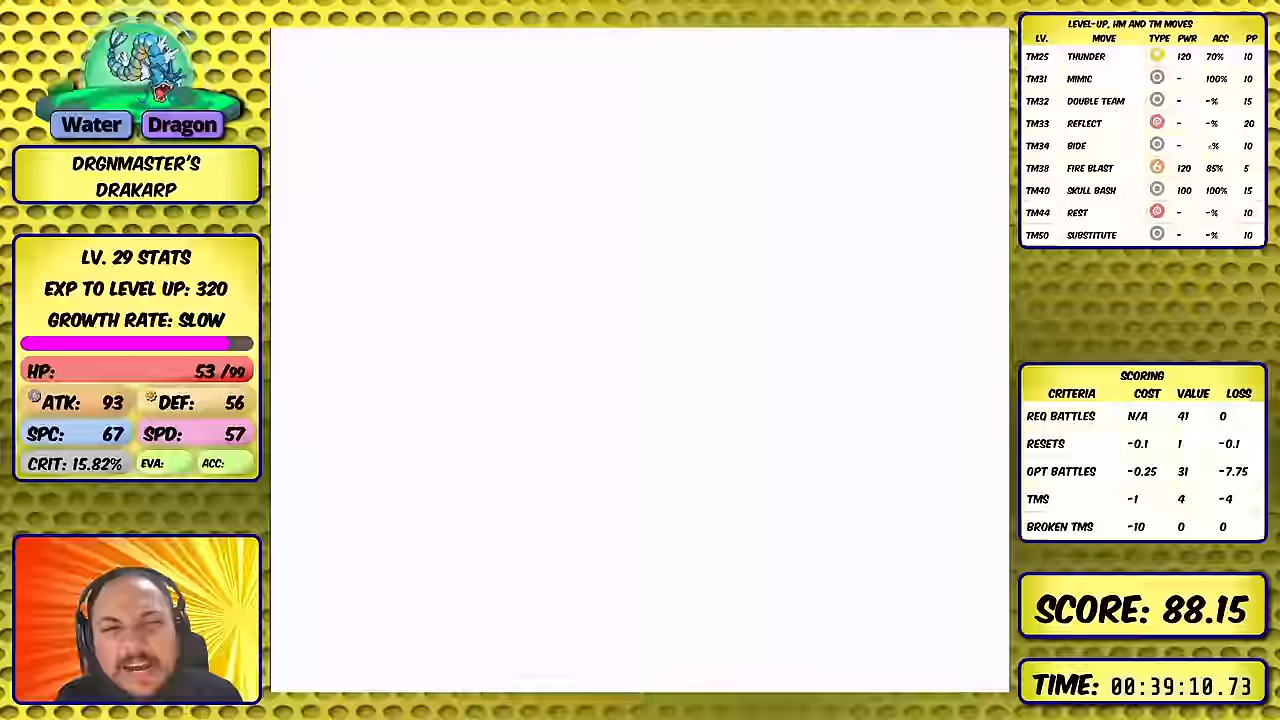 Water Dragon
DRGNMASTER'S
DRAKARP
LV. 29 STATS
EXP TO LEVEL UP: 320
GROWTH RATE: SLOW
HP: 53 /99
ATK: 93 DEF: 56
SPC: 67 SPD: 57
CRIT: 15.82% EVA: ACC:
LEVEL-UP, HM AND TM MOVES
LV. MOVE TYPE PWR ACC PP
TM25 THUNDER 120 70% 10
TM31 MIMIC - 100% 10
TM32 DOUBLE TEAM - -% 15
TM33 REFLECT - -% 20
TM34 BIDE - -% 10
TM38 FIRE BLAST 120 85% 5
TM40 SKULL BASH 100 100% 15
TM44 REST - -% 10
TM50 SUBSTITUTE - -% 10
SCORING
CRITERIA COST VALUE LOSS
REQ BATTLES N/A 41 0
RESETS -0.1 1 -0.1
OPT BATTLES -0.25 31 -7.75
TMS -1 4 -4
BROKEN TMS -10 0 0
SCORE: 88.15
TIME: 00:39:10.73